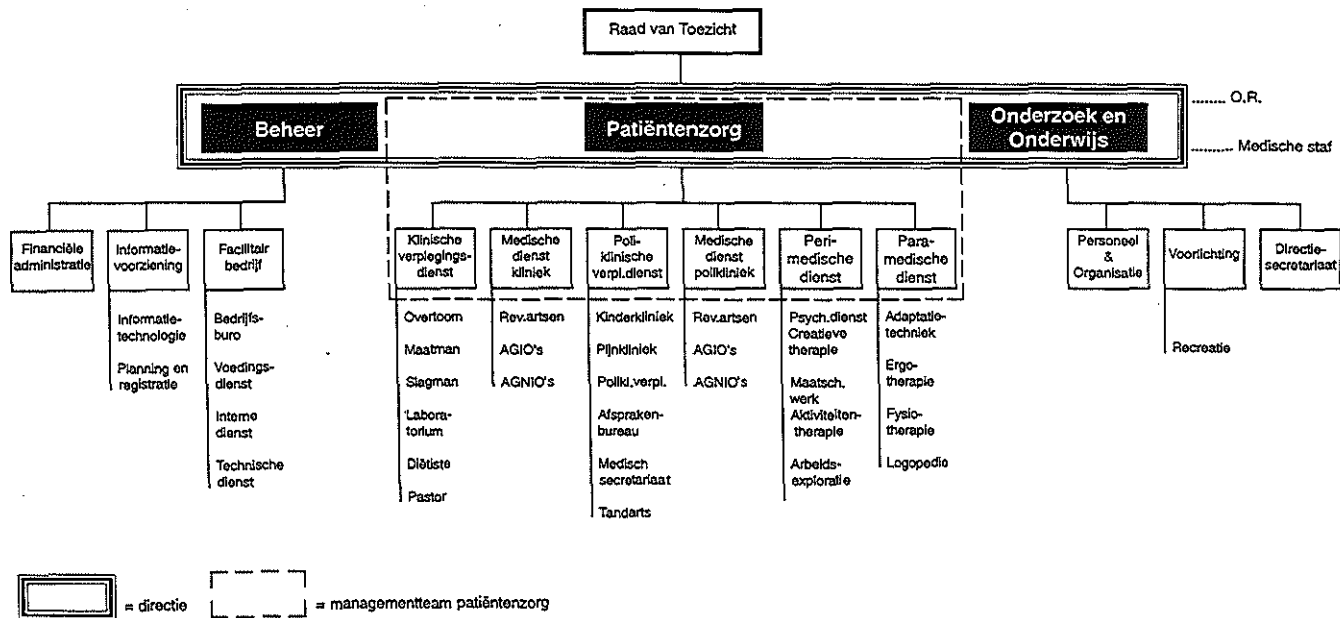 Raad van Toezicht
Beheer
Patiëntenzorg
Onderzoek en
Onderwijs
........ O.R.
......... Medische staf
Financiële
administratie
Informatie-
voorziening
Facilitair
bedrijf
Klinische
verplegings-
dienst
Medische
dienst
kliniek
Poli-
klinische
verpl.dienst
Medische
dienst
polikliniek
Peri-
medische
dienst
Para-
medische
dienst
Personeel
&
Organisatie
Voorlichting
Directie-
secretariaat
Informatie-
technologie
Planning en
registratie
Bedrijfs-
buro
Voedings-
dienst
Interne
dienst
Technische
dienst
Overtoom
Maatman
Slagman
Labora-
torium
Diëtiste
Pastor
Rev.artsen
AGIO's
AGNIO's
Kinderkliniek
Pijnkliniek
Polikl.verpl.
Afspraken-
bureau
Medisch
secretariaat
Tandarts
Rev.artsen
AGIO's
AGNIO's
Psych.dienst
Creatieve
therapie
Maatsch.
werk
Aktiviteiten-
therapie
Arbeids-
exploratie
Adaptatie-
techniek
Ergo-
therapie
Fysio-
therapie
Logopedie
Recreatie
= directie
= managementteam patiëntenzorg